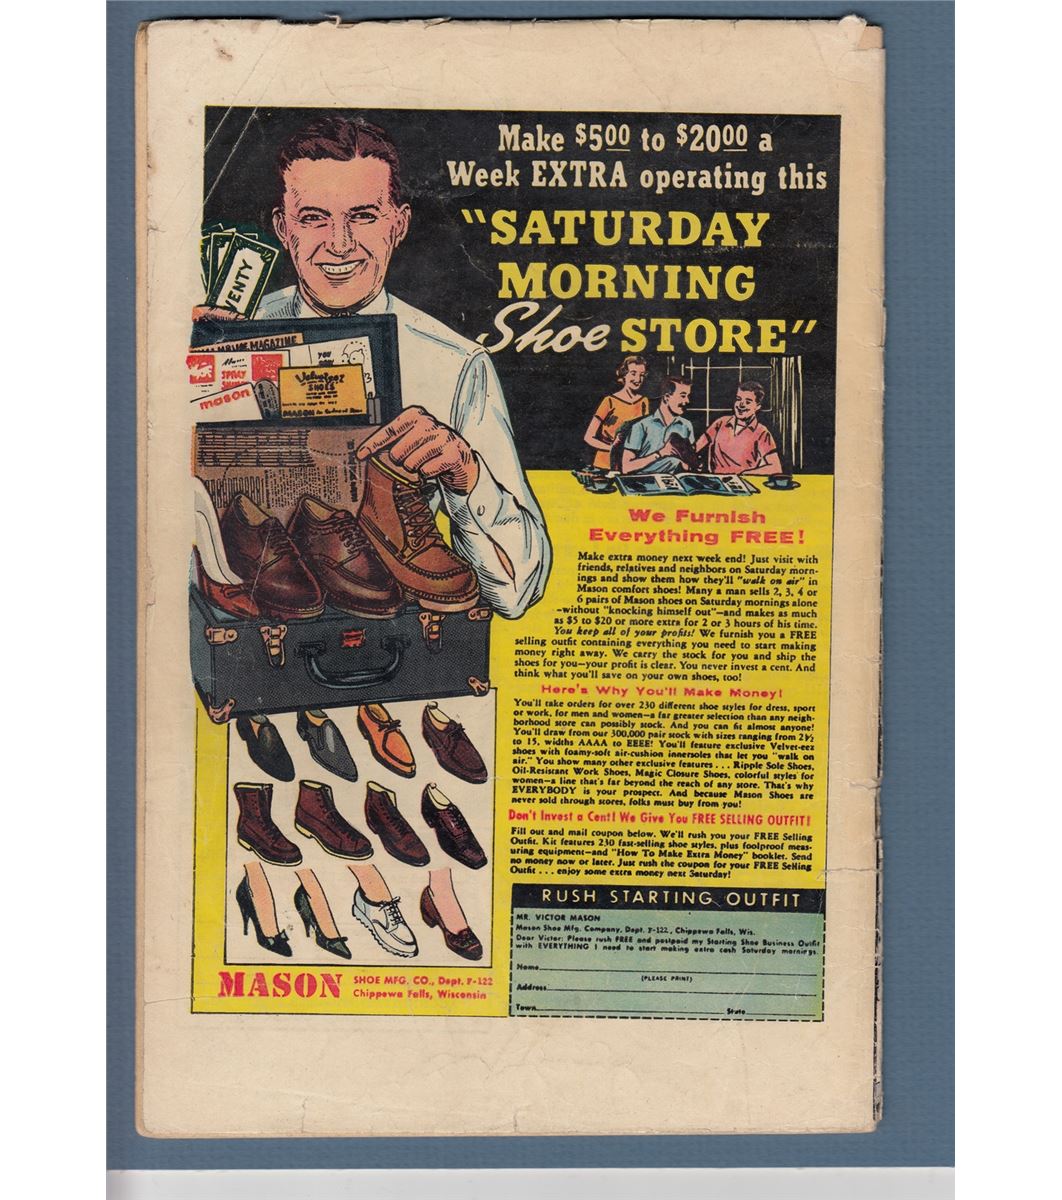 Make $5.00 to $20.00 a
Week EXTRA operating this
"SATURDAY
MORNING
Shoe STORE"
VENTY
MAGAZINE
SPRAY
mason
YOU
Velveteez
SHOES
MASON
We Furnish
Everything FREE!
Make extra money next week end! Just visit with
friends, relatives and neighbors on Saturday morn-
ings and show them how they'll "walk on air" in
Mason comfort shoes! Many a man sells 2, 3, 4 or
6 pairs of Mason shoes on Saturday mornings alone
-without "knocking himself out"-and makes as much
as $5 to $20 or more extra for 2 or 3 hours of his time.
You keep all of your profits! We furnish you a FREE
selling outfit containing everything you need to start making
money right away. We carry the stock for you and ship the
shoes for you—your profit is clear. You never invest a cent. And
think what you'll save on your own shoes, too!
Here's Why You'll Make Money!
You'll take orders for over 230 different shoe styles for dress, sport
or work, for men and women—a far greater selection than any neigh-
borhood store can possibly stock. And you can fit almost anyone!
You'll draw from our 300,000 pair stock with sizes ranging from 2½
to 15, widths AAAA to EEEE! You'll feature exclusive Velvet-eez
shoes with foamy-soft air-cushion innersoles that let you "walk on
air." You show many other exclusive features . . . Ripple Sole Shoes,
Oil-Resistant Work Shoes, Magic Closure Shoes, colorful styles for
women—a line that's far beyond the reach of any store. That's why
EVERYBODY is your prospect. And because Mason Shoes are
never sold through stores, folks must buy from you!
Don't Invest a Cent! We Give You FREE SELLING OUTFIT!
Fill out and mail coupon below. We'll rush you your FREE Selling
Outfit. Kit features 230 fast-selling shoe styles, plus foolproof meas-
uring equipment—and "How To Make Extra Money" booklet. Send
no money now or later. Just rush the coupon for your FREE Selling
Outfit . . . enjoy some extra money next Saturday!
RUSH STARTING OUTFIT
MR. VICTOR MASON
Mason Shoe Mfg. Company, Dept. F-122, Chippewa Falls, Wis.
Dear Victor: Please rush FREE and postpaid my Starting Shoe Business Outfit
with EVERYTHING I need to start making extra cash Saturday mornings.
Name
(PLEASE PRINT)
Address
Town State
MASON SHOE MFG. CO., Dept. F-122
Chippewa Falls, Wisconsin